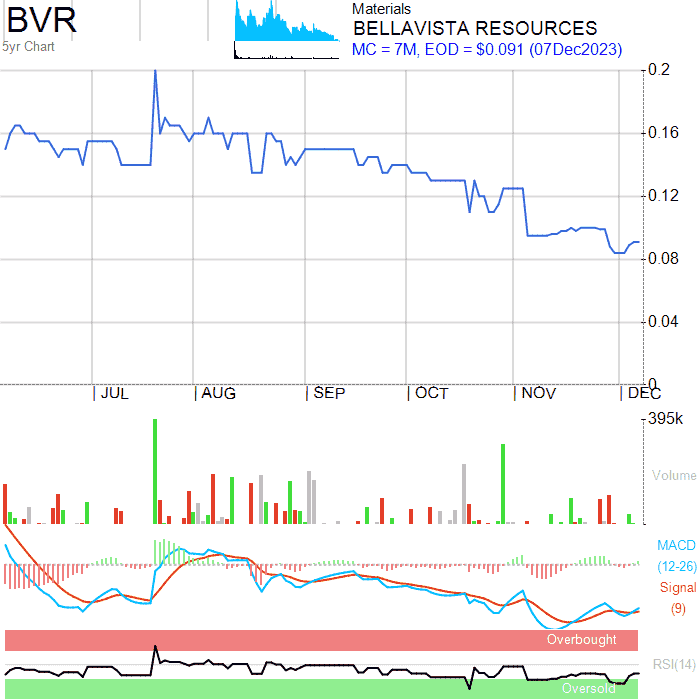 BVR
5yr Chart
Materials
BELLAVISTA RESOURCES
MC = 7M, EOD = $0.091 (07Dec2023)
0.2
0.16
0.12
0.08
0.04
0
JUL AUG SEP OCT NOV DEC
395k
Volume
MACD
(12-26)
Signal
(9)
Overbought
RSI(14)
Oversold